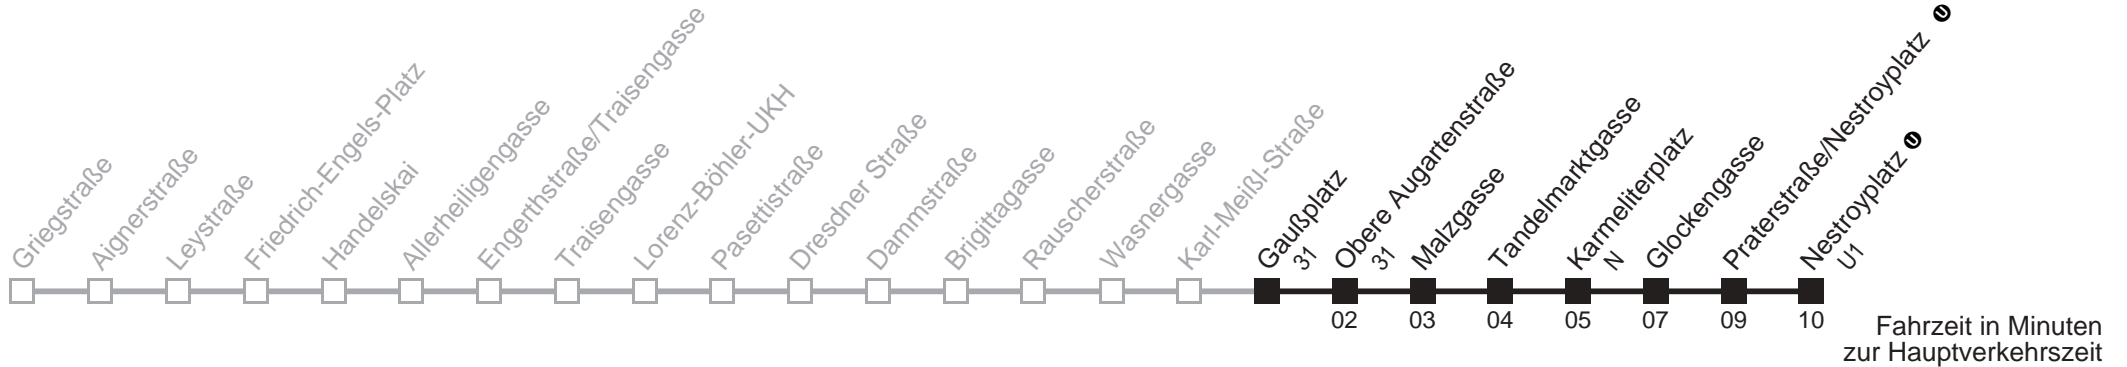 Griegstraße
Aignerstraße
Leystraße
Friedrich-Engels-Platz
Handelskai
Allerheiligengasse
Engerthstraße/Traisengasse
Traisengasse
Lorenz-Böhler-UKH
Pasettistraße
Dresdner Straße
Dammstraße
Brigittagasse
Rauscherstraße
Wasnergasse
Karl-Meißl-Straße
Gaußplatz
31
Obere Augartenstraße
31
Malzgasse
Tandelmarktgasse
Karmeliterplatz
N
Glockengasse
Praterstraße/Nestroyplatz U
Nestroyplatz U
U1
02 03 04 05 07 09 10
Fahrzeit in Minuten
zur Hauptverkehrszeit